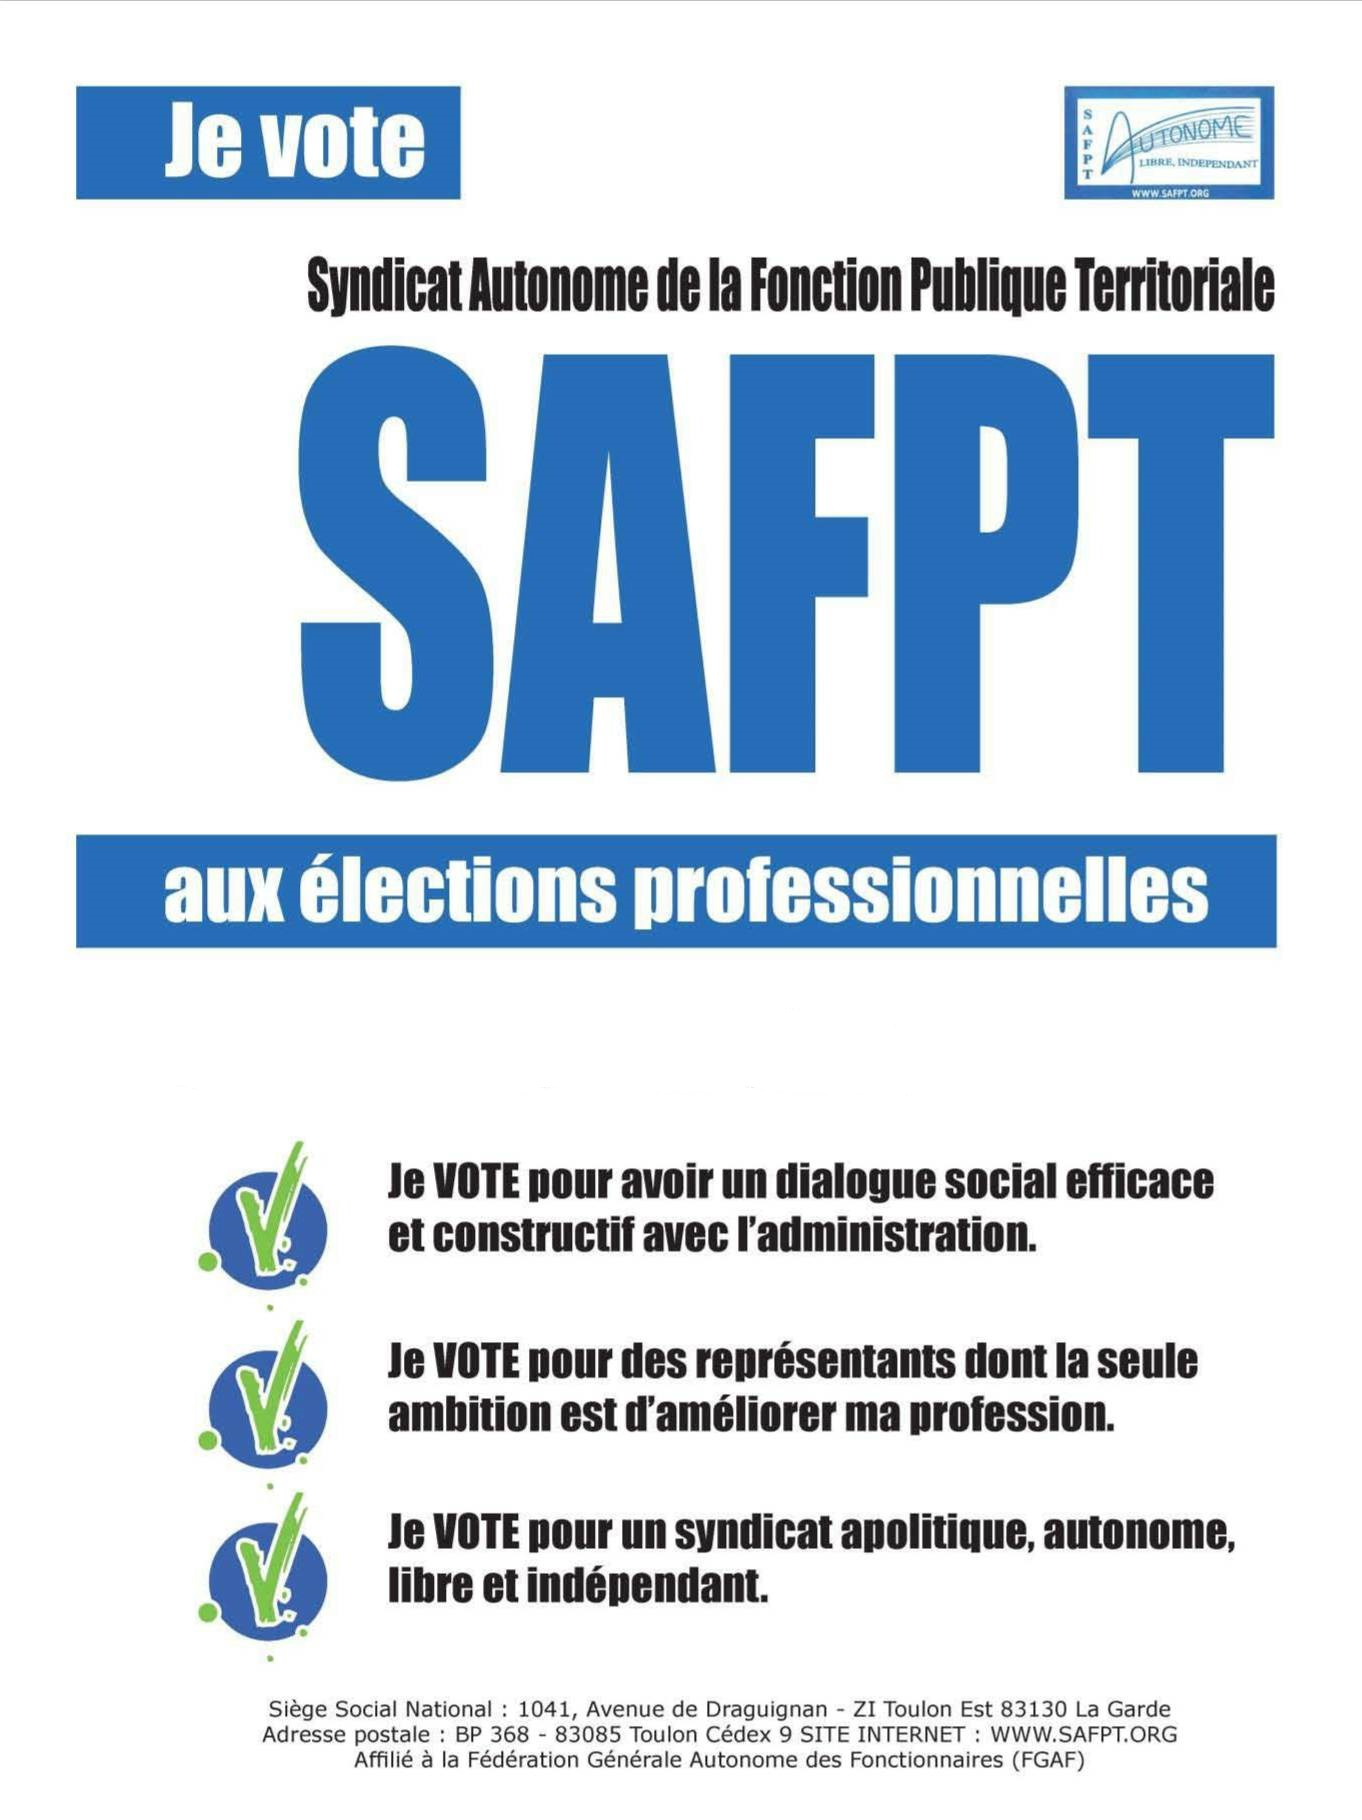 Je vote
SAFPT
AUTONOME
LIBRE, INDEPENDANT
WWW.SAFPT.ORG
Syndicat Autonome de la Fonction Publique Territoriale
SAFPT
aux élections professionnelles
Je VOTE pour avoir un dialogue social efficace
et constructif avec l’administration.
Je VOTE pour des représentants dont la seule
ambition est d’améliorer ma profession.
Je VOTE pour un syndicat apolitique, autonome,
libre et indépendant.
Siège Social National : 1041, Avenue de Draguignan - ZI Toulon Est 83130 La Garde
Adresse postale : BP 368 - 83085 Toulon Cédex 9 SITE INTERNET : WWW.SAFPT.ORG
Affilié à la Fédération Générale Autonome des Fonctionnaires (FGAF)